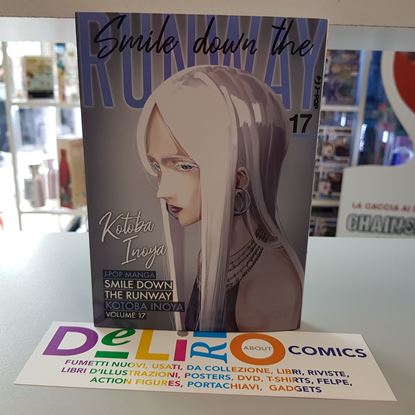 Smile down the
RUNWAY
J-POP
17
Kotoba
Inoya
J-POP MANGA
SMILE DOWN
THE RUNWAY
KOTOBA INOYA
VOLUME 17
LA CACCIA AI
CHAINS
DeLiRiO ABOUT COMICS
FUMETTI NUOVI, USATI, DA COLLEZIONE, LIBRI, RIVISTE,
LIBRI D'ILLUSTRAZIONI, POSTERS, DVD, T-SHIRTS, FELPE,
ACTION FIGURES, PORTACHIAVI, GADGETS